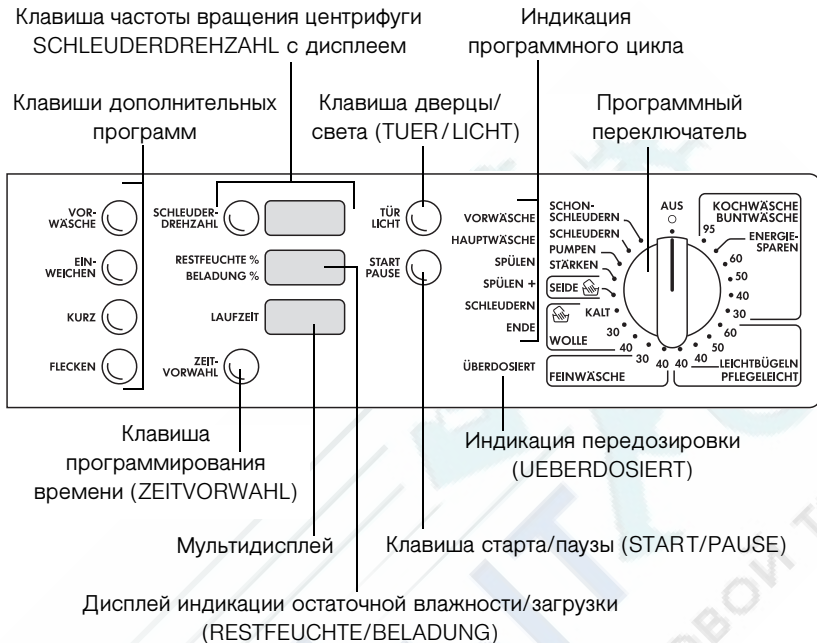 Клавиша частоты вращения центрифуги
SCHLEUDERDREHZAHL с дисплеем
Индикация
программного цикла
Клавиши дополнительных
программ
Клавиша дверцы/
света (TUER/LICHT)
Программный
переключатель
VOR-
WÄSCHE
SCHLEUDER-
DREHZAHL
TÜR
LICHT
EIN-
WEICHEN
RESTFEUCHTE %
BELADUNG %
START
PAUSE
KURZ
LAUFZEIT
FLECKEN
ZEIT-
VORWAHL
VORWÄSCHE
HAUPTWÄSCHE
SPÜLEN
SPÜLEN +
SCHLEUDERN
ENDE
ÜBERDOSIERT
SCHON-
SCHLEUDERN
SCHLEUDERN
PUMPEN
STÄRKEN
SEIDE
KALT
30
WOLLE
40
30
40
FEINWÄSCHE
AUS
KOCHWÄSCHE
BUNTWÄSCHE
95
ENERGIE-
SPAREN
60
50
40
30
60
40
40
LEICHTBÜGELN
PFLEGELEICHT
Клавиша
программирования
времени (ZEITVORWAHL)
Индикация передозировки
(UEBERDOSIERT)
Мультидисплей
Клавиша старта/паузы (START/PAUSE)
Дисплей индикации остаточной влажности/загрузки
(RESTFEUCHTE/BELADUNG)